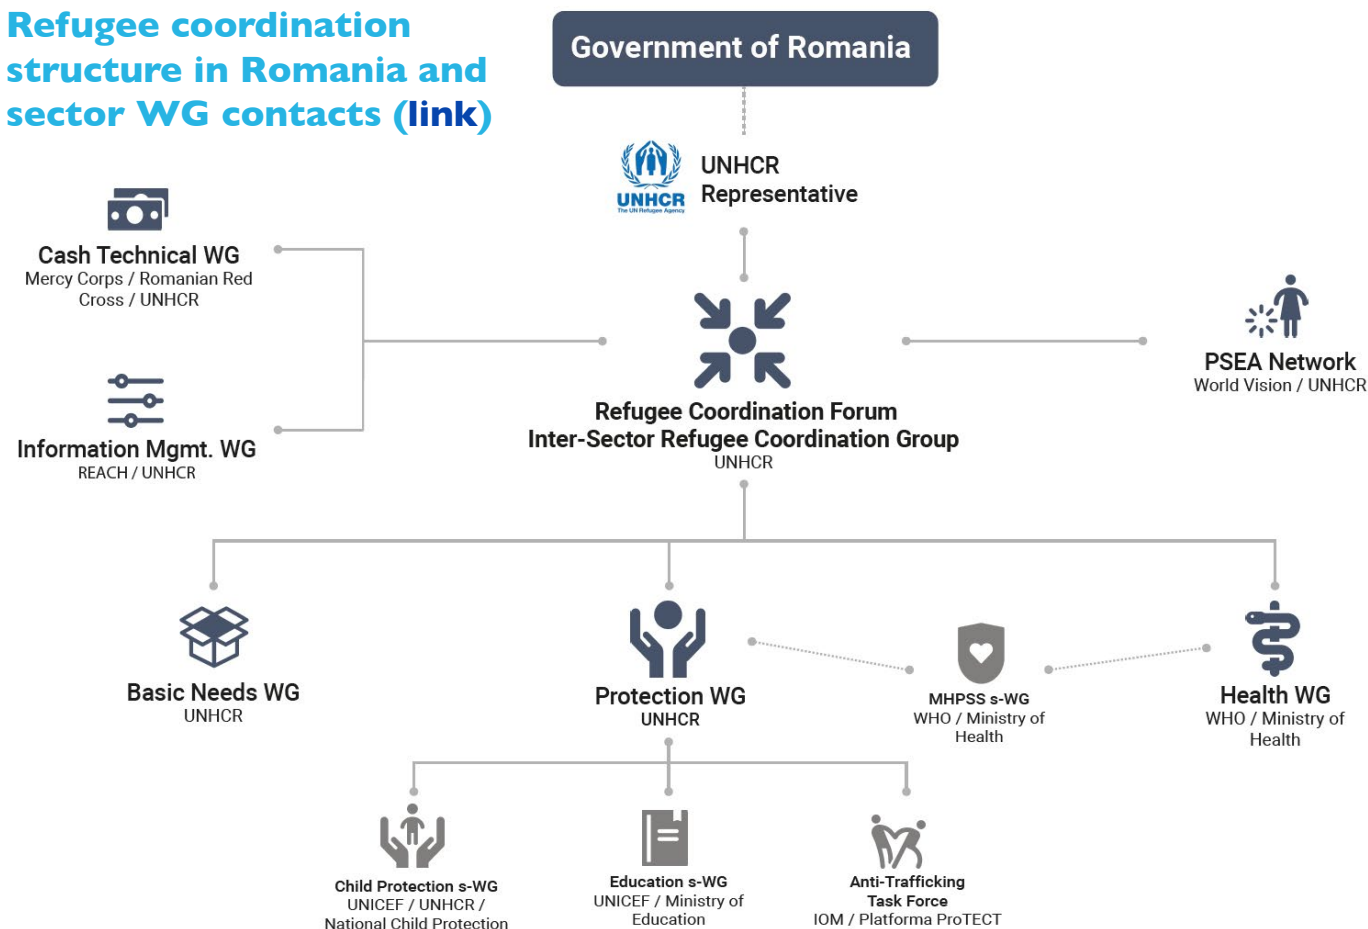 Refugee coordination
structure in Romania and
sector WG contacts (link)
Government of Romania
UNHCR
The UN Refugee Agency
UNHCR
Representative
Cash Technical WG
Mercy Corps / Romanian Red
Cross / UNHCR
Information Mgmt. WG
REACH / UNHCR
Refugee Coordination Forum
Inter-Sector Refugee Coordination Group
UNHCR
PSEA Network
World Vision / UNHCR
Basic Needs WG
UNHCR
Protection WG
UNHCR
MHPSS s-WG
WHO / Ministry of
Health
Health WG
WHO / Ministry of
Health
Child Protection s-WG
UNICEF / UNHCR /
National Child Protection
Education s-WG
UNICEF / Ministry of
Education
Anti-Trafficking
Task Force
IOM / Platforma ProTECT